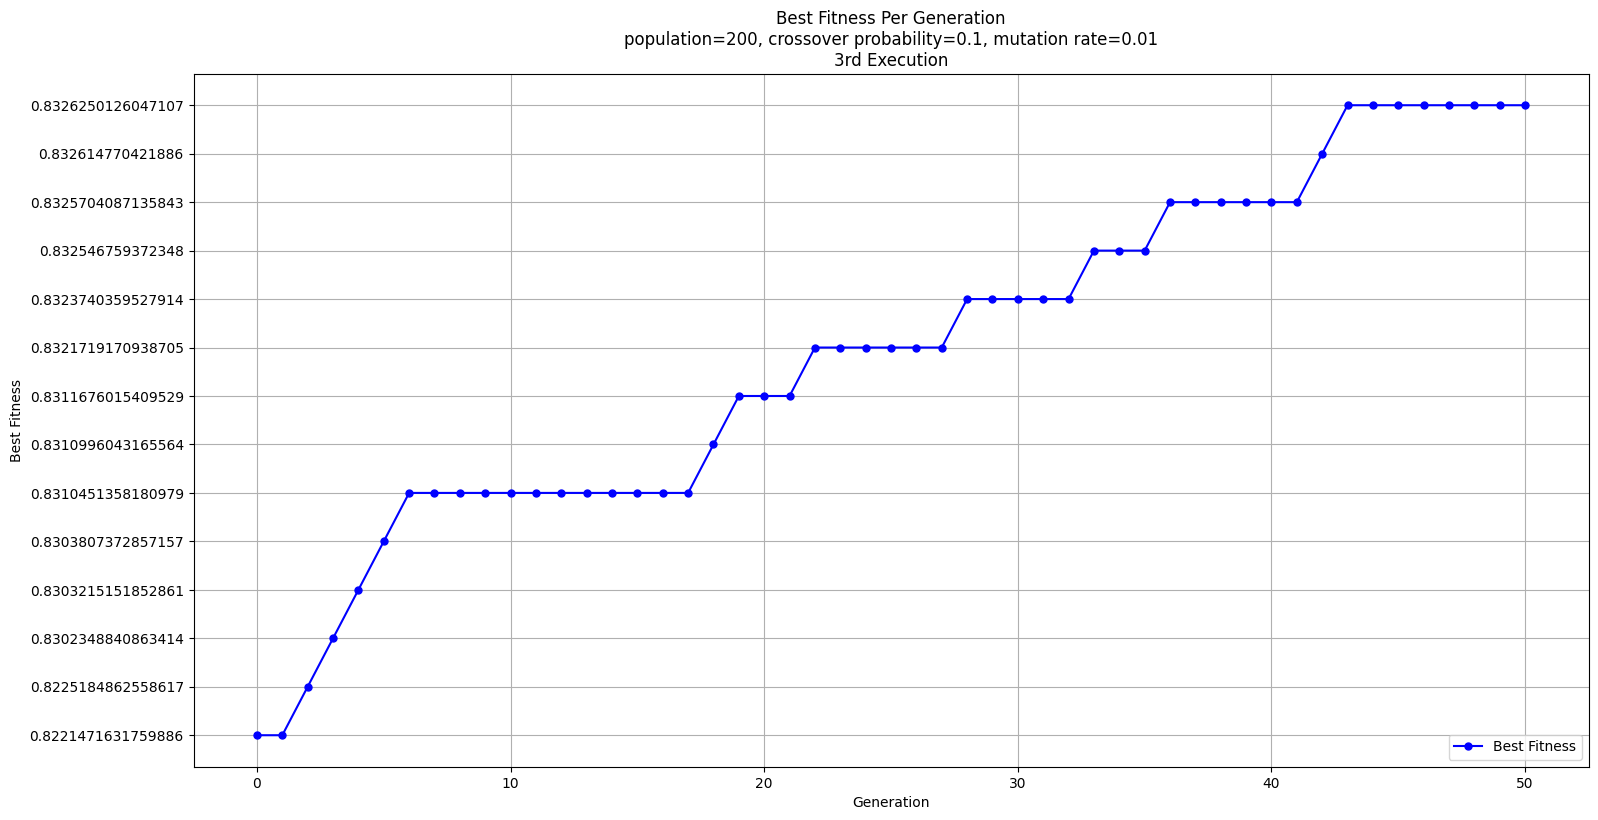 Best Fitness Per Generation
population=200, crossover probability=0.1, mutation rate=0.01
3rd Execution
0.8326250126047107
0.832614770421886
0.8325704087135843
0.832546759372348
0.8323740359527914
0.8321719170938705
0.8311676015409529
0.8310996043165564
0.8310451358180979
0.8303807372857157
0.8303215151852861
0.8302348840863414
0.8225184862558617
0.8221471631759886
Best Fitness
Best Fitness
0 10 20 30 40 50
Generation